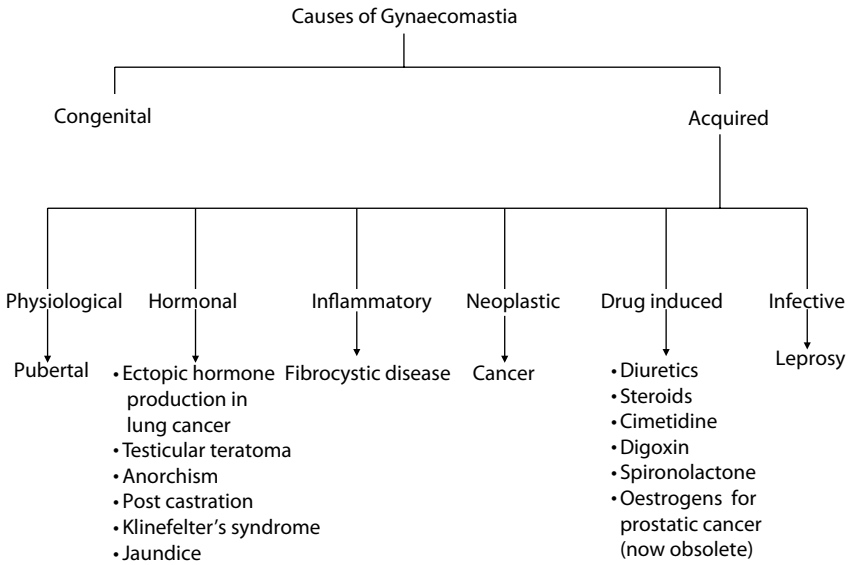 Causes of Gynaecomastia
Congenital
Acquired
Physiological
Hormonal
Inflammatory
Neoplastic
Drug induced
Infective
Pubertal
• Ectopic hormone
production in
lung cancer
• Testicular teratoma
• Anorchism
• Post castration
• Klinefelter’s syndrome
• Jaundice
Fibrocystic disease
Cancer
• Diuretics
• Steroids
• Cimetidine
• Digoxin
• Spironolactone
• Oestrogens for
prostatic cancer
(now obsolete)
Leprosy